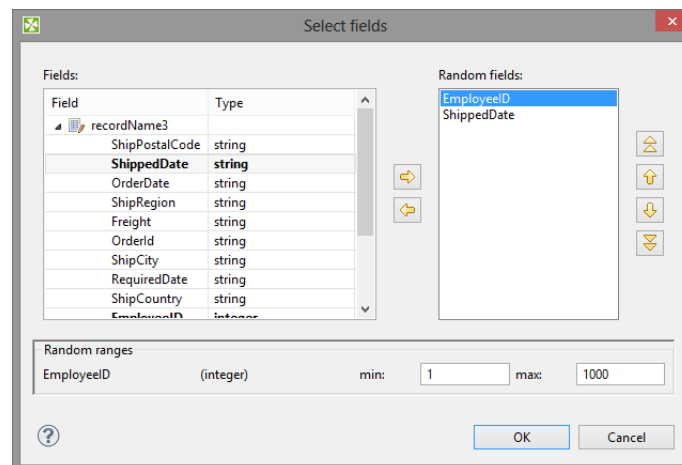 Select fields
Fields:
Random fields:
Field Type
recordName3
ShipPostalCode string
ShippedDate string
OrderDate string
ShipRegion string
Freight string
OrderId string
ShipCity string
RequiredDate string
ShipCountry string
EmployeeID integer
EmployeeID
ShippedDate
Random ranges
EmployeeID (integer) min: 1 max: 1000
OK Cancel